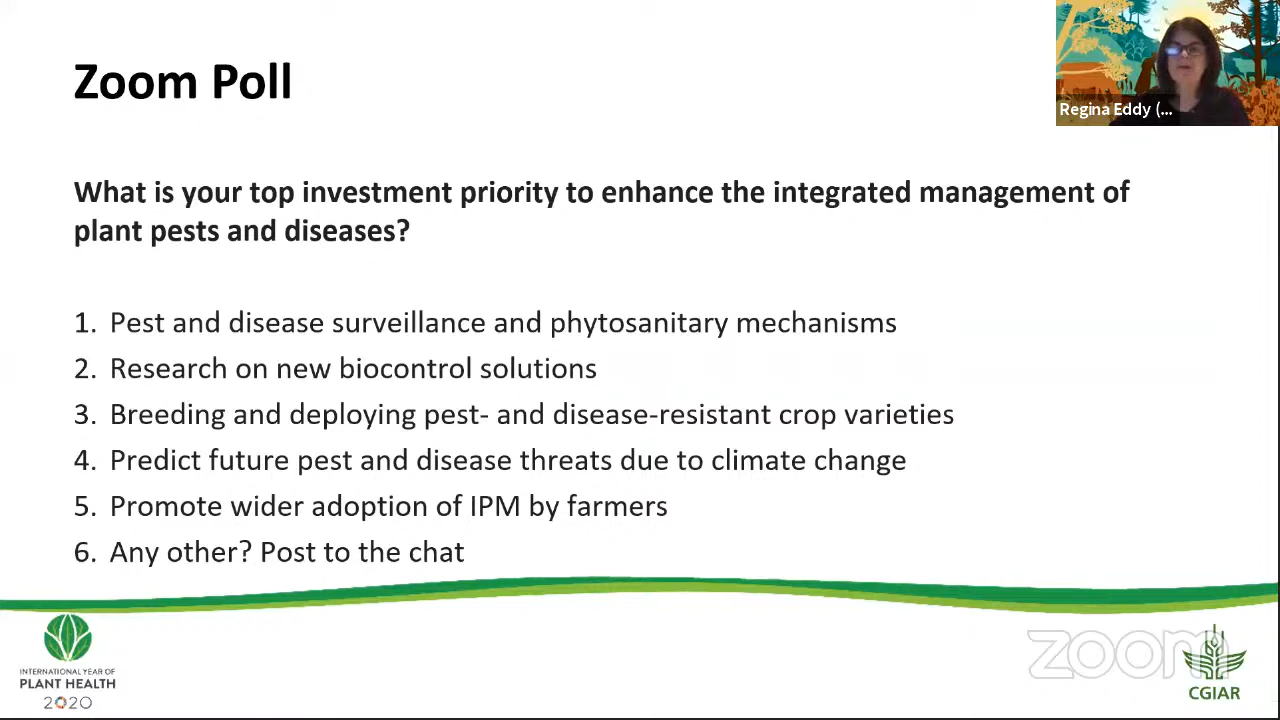 Zoom Poll
Regina Eddy (...
What is your top investment priority to enhance the integrated management of
plant pests and diseases?
1. Pest and disease surveillance and phytosanitary mechanisms
2. Research on new biocontrol solutions
3. Breeding and deploying pest- and disease-resistant crop varieties
4. Predict future pest and disease threats due to climate change
5. Promote wider adoption of IPM by farmers
6. Any other? Post to the chat
INTERNATIONAL YEAR OF
PLANT HEALTH
2020
zoom
CGIAR